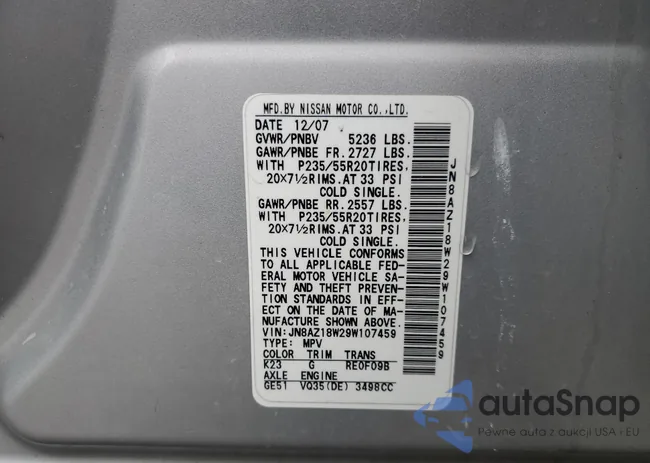 MFD.BY NISSAN MOTOR CO.,LTD.
DATE 12/07
GVWR/PNBV 5236 LBS.
GAWR/PNBE FR. 2727 LBS.
WITH P235/55R20TIRES,
20X7½RIMS.AT 33 PSI
COLD SINGLE.
GAWR/PNBE RR. 2557 LBS.
WITH P235/55R20TIRES,
20X7½RIMS.AT 33 PSI
COLD SINGLE.
THIS VEHICLE CONFORMS
TO ALL APPLICABLE FED-
ERAL MOTOR VEHICLE SA-
FETY AND THEFT PREVEN-
TION STANDARDS IN EFF-
ECT ON THE DATE OF MA-
NUFACTURE SHOWN ABOVE.
VIN:JN8AZ18W29W107459
TYPE: MPV
COLOR TRIM TRANS
K23 G RE0F09B
AXLE ENGINE
GE51 VQ35(DE) 3498CC
JN8AZ18W29W107459
autaSnap
Pewne auta z aukcji USA i EU